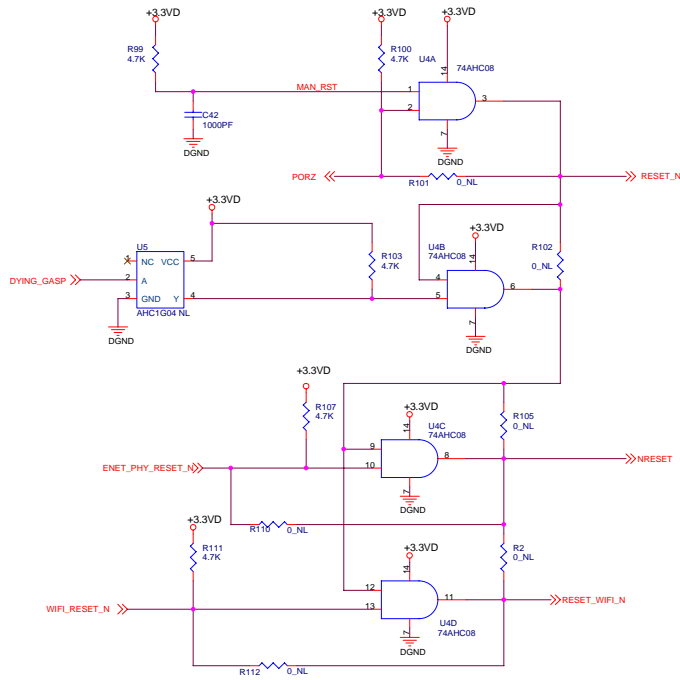 +3.3VD +3.3VD +3.3VD
R99 4.7K
R100 4.7K
U4A
74AHC08
14
MAN_RST
1
2
3
7
C42
1000PF
DGND
DGND
PORZ
R101
0_NL
RESET_N
+3.3VD
+3.3VD
U5
1 NC VCC 5
DYING_GASP
2 A
3 GND Y 4
AHC1G04 NL
DGND
R103
4.7K
U4B
74AHC08
14
4
5
6
7
DGND
R102
0_NL
+3.3VD
R107
4.7K
+3.3VD
U4C
74AHC08
14
R105
0_NL
ENET_PHY_RESET_N
9
10
8
7
DGND
NRESET
R110
0_NL
+3.3VD
R111
4.7K
+3.3VD
14
R2
0_NL
WIFI_RESET_N
12
13
11
7
U4D
74AHC08
DGND
RESET_WIFI_N
R112
0_NL